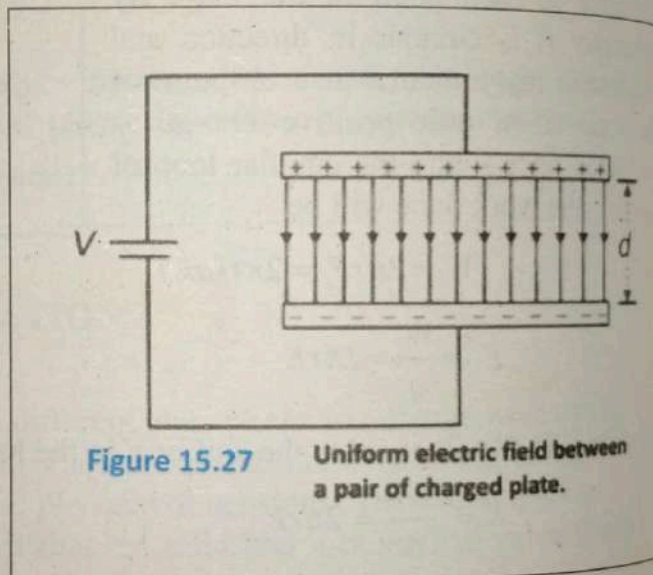 V
+ + + + + + + + + + + +
d
- - - - - - - - - - - -
Figure 15.27
Uniform electric field between
a pair of charged plate.